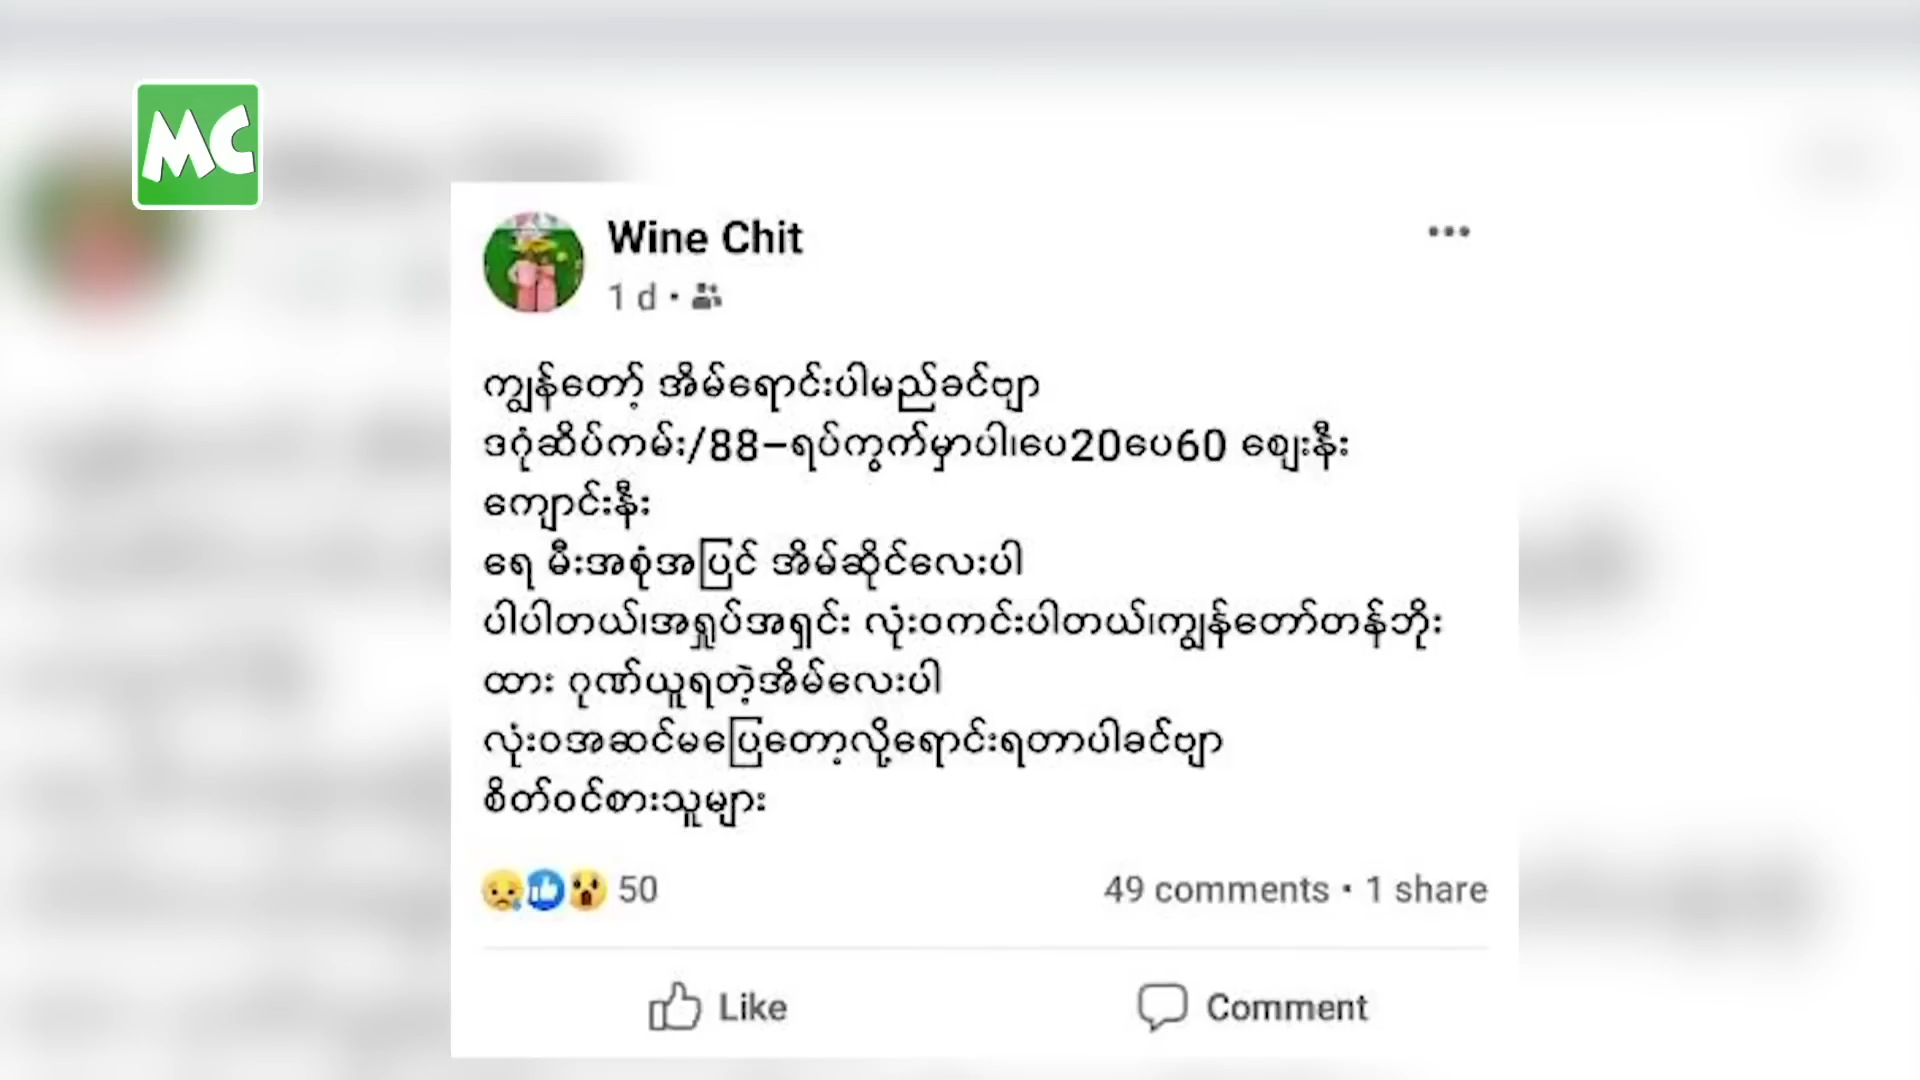 MC
Wine Chit
1 d
ကျွန်တော့် အိမ်ရောင်းပါမည်ခင်ဗျာ
ဒဂုံဆိပ်ကမ်း/88-ရပ်ကွက်မှာပါ၊ပေ20ပေ60 ဈေးနီး
ကျောင်းနီး
ရေ မီးအစုံအပြင် အိမ်ဆိုင်လေးပါ
ပါပါတယ်၊အရှုပ်အရှင်း လုံးဝကင်းပါတယ်၊ကျွန်တော်တန်ဘိုး
ထား ဂုဏ်ယူရတဲ့အိမ်လေးပါ
လုံးဝအဆင်မပြေတော့လို့ရောင်းရတာပါခင်ဗျာ
စိတ်ဝင်စားသူများ
50
49 comments • 1 share
Like
Comment